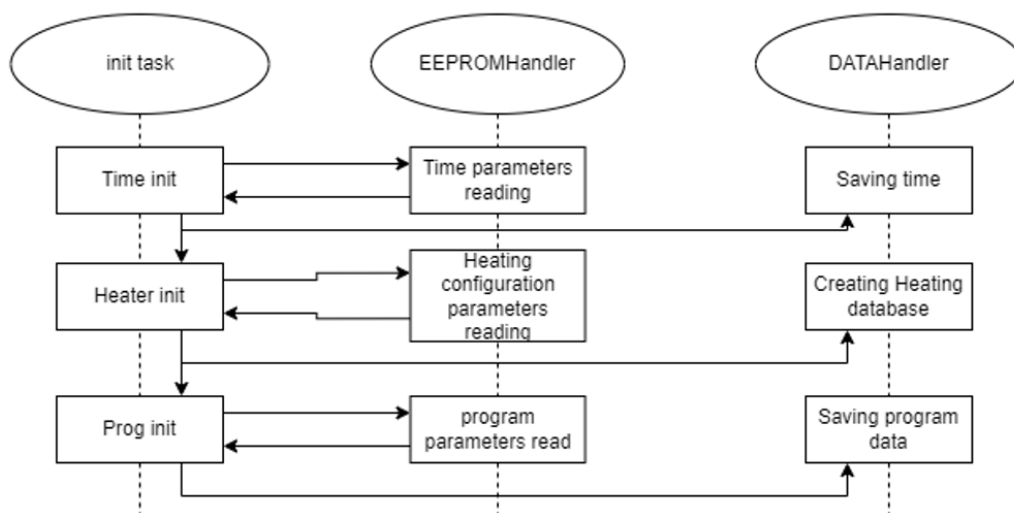 init task
EEPROMHandler
DATAHandler
Time init
Time parameters
reading
Saving time
Heater init
Heating
configuration
parameters
reading
Creating Heating
database
Prog init
program
parameters read
Saving program
data